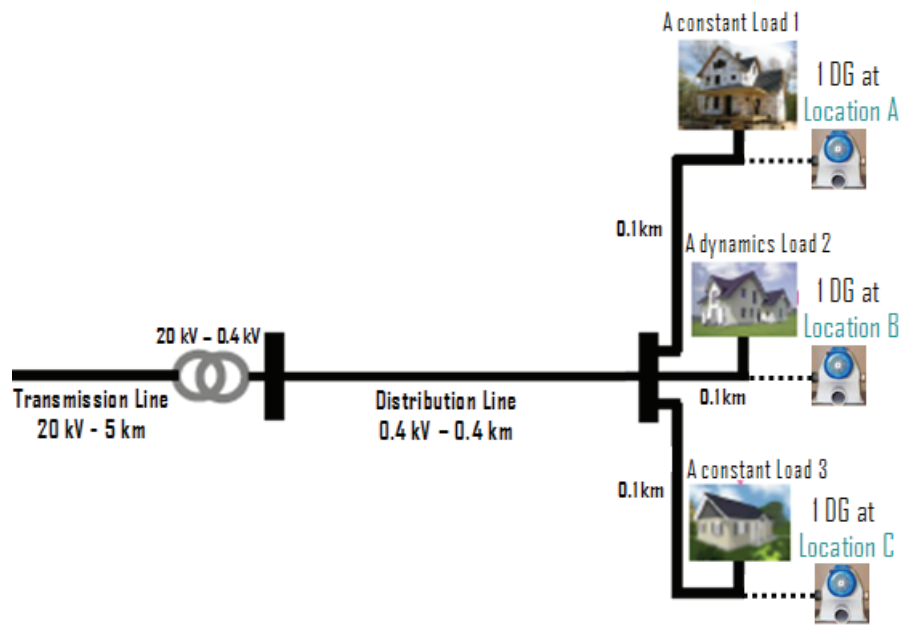 A constant Load 1
1 DG at
Location A
0.1km
A dynamics Load 2
1 DG at
Location B
20 kV – 0.4 kV
Transmission Line
20 kV - 5 km
Distribution Line
0.4 kV – 0.4 km
0.1km
A constant Load 3
0.1km
1 DG at
Location C